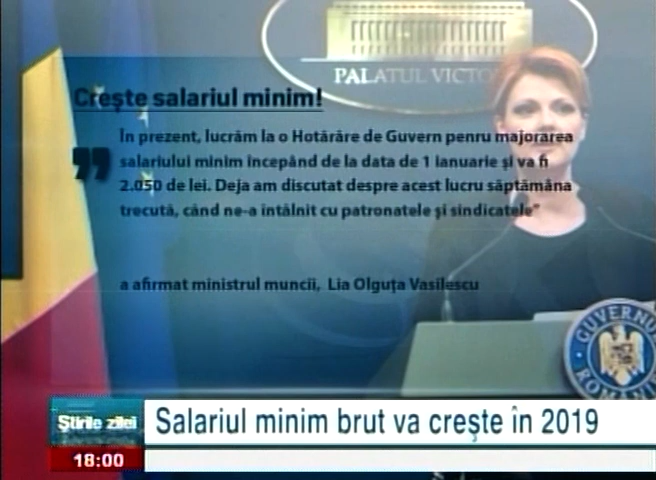 PALATUL VICTO
Crește salariul minim!
În prezent, lucrăm la o Hotărâre de Guvern penru majorarea
salariului minim începând de la data de 1 ianuarie și va fi
2.050 de lei. Deja am discutat despre acest lucru săptămâna
trecută, când ne-a întâlnit cu patronatele și sindicatele"
a afirmat ministrul muncii, Lia Olguța Vasilescu
GUVERNUL
ROMÂNIEI
Știrile zilei
Salariul minim brut va crește în 2019
18:00